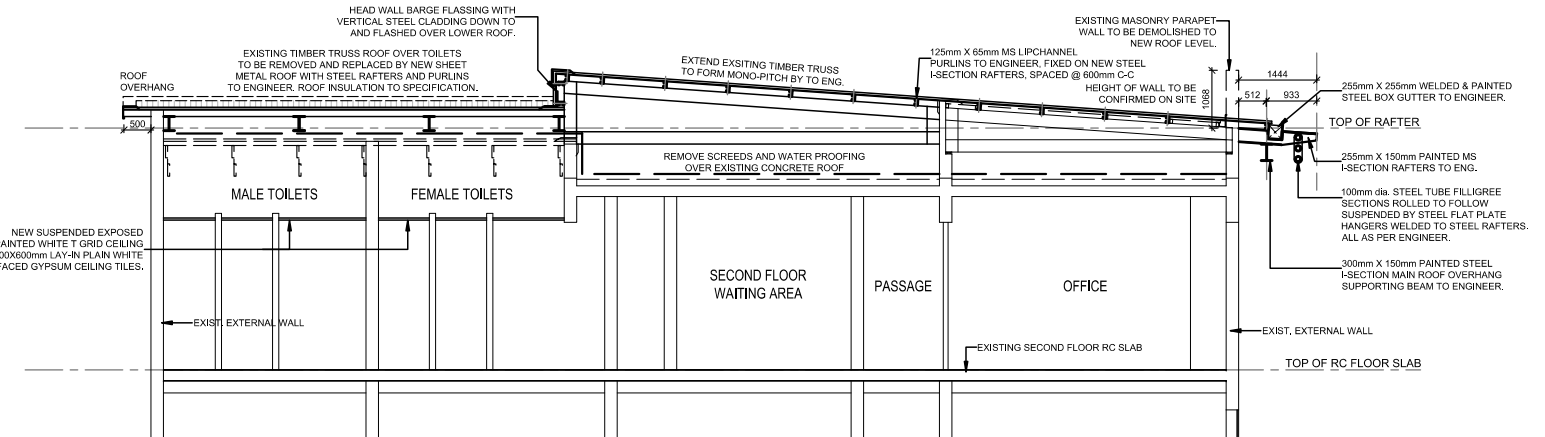 HEAD WALL BARGE FLASSING WITH
VERTICAL STEEL CLADDING DOWN TO
AND FLASHED OVER LOWER ROOF.
EXISTING TIMBER TRUSS ROOF OVER TOILETS
TO BE REMOVED AND REPLACED BY NEW SHEET
METAL ROOF WITH STEEL RAFTERS AND PURLINS
TO ENGINEER. ROOF INSULATION TO SPECIFICATION.
ROOF
OVERHANG
500
EXTEND EXSITING TIMBER TRUSS
TO FORM MONO-PITCH BY TO ENG.
125mm X 65mm MS LIPCHANNEL
PURLINS TO ENGINEER, FIXED ON NEW STEEL
I-SECTION RAFTERS, SPACED @ 600mm C-C
EXISTING MASONRY PARAPET
WALL TO BE DEMOLISHED TO
NEW ROOF LEVEL.
HEIGHT OF WALL TO BE
CONFIRMED ON SITE
1068
1444
512
933
255mm X 255mm WELDED & PAINTED
STEEL BOX GUTTER TO ENGINEER.
TOP OF RAFTER
255mm X 150mm PAINTED MS
I-SECTION RAFTERS TO ENG.
100mm dia. STEEL TUBE FILLIGREE
SECTIONS ROLLED TO FOLLOW
SUSPENDED BY STEEL FLAT PLATE
HANGERS WELDED TO STEEL RAFTERS.
ALL AS PER ENGINEER.
300mm X 150mm PAINTED STEEL
I-SECTION MAIN ROOF OVERHANG
SUPPORTING BEAM TO ENGINEER.
REMOVE SCREEDS AND WATER PROOFING
OVER EXISTING CONCRETE ROOF
MALE TOILETS
FEMALE TOILETS
NEW SUSPENDED EXPOSED
PAINTED WHITE T GRID CEILING
00X600mm LAY-IN PLAIN WHITE
FACED GYPSUM CEILING TILES.
SECOND FLOOR
WAITING AREA
PASSAGE
OFFICE
EXIST. EXTERNAL WALL
EXIST. EXTERNAL WALL
EXISTING SECOND FLOOR RC SLAB
TOP OF RC FLOOR SLAB